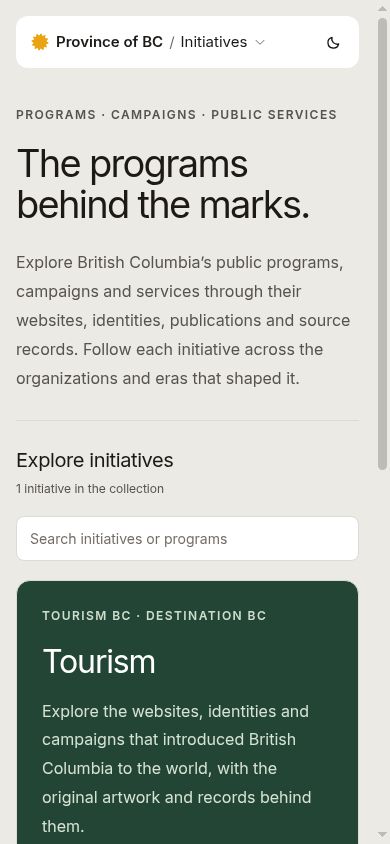 Province of BC / Initiatives
PROGRAMS · CAMPAIGNS · PUBLIC SERVICES
The programs
behind the marks.
Explore British Columbia's public programs,
campaigns and services through their
websites, identities, publications and source
records. Follow each initiative across the
organizations and eras that shaped it.
Explore initiatives
1 initiative in the collection
Search initiatives or programs
TOURISM BC · DESTINATION BC
Tourism
Explore the websites, identities and
campaigns that introduced British
Columbia to the world, with the
original artwork and records behind
them.